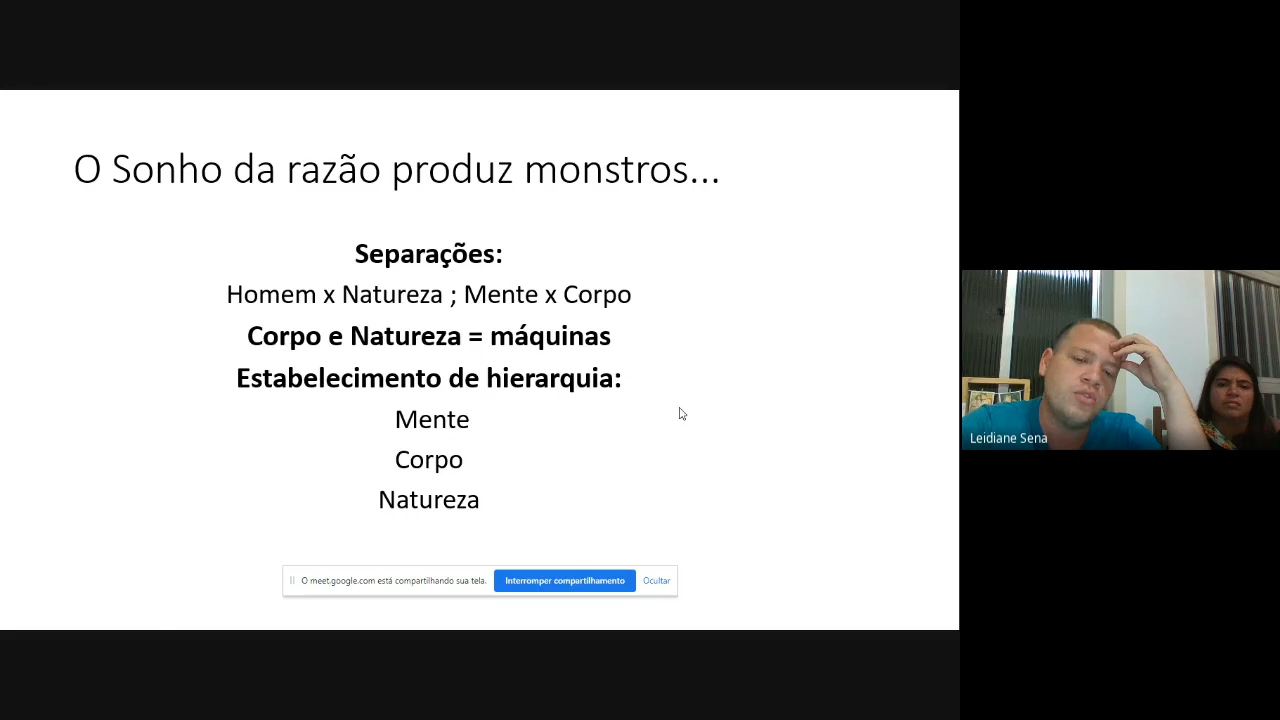 O Sonho da razão produz monstros...
Separações:
Homem x Natureza ; Mente x Corpo
Corpo e Natureza = máquinas
Estabelecimento de hierarquia:
Mente
Corpo
Natureza
O meet.google.com está compartilhando sua tela. Interromper compartilhamento Ocultar
Leidiane Sena